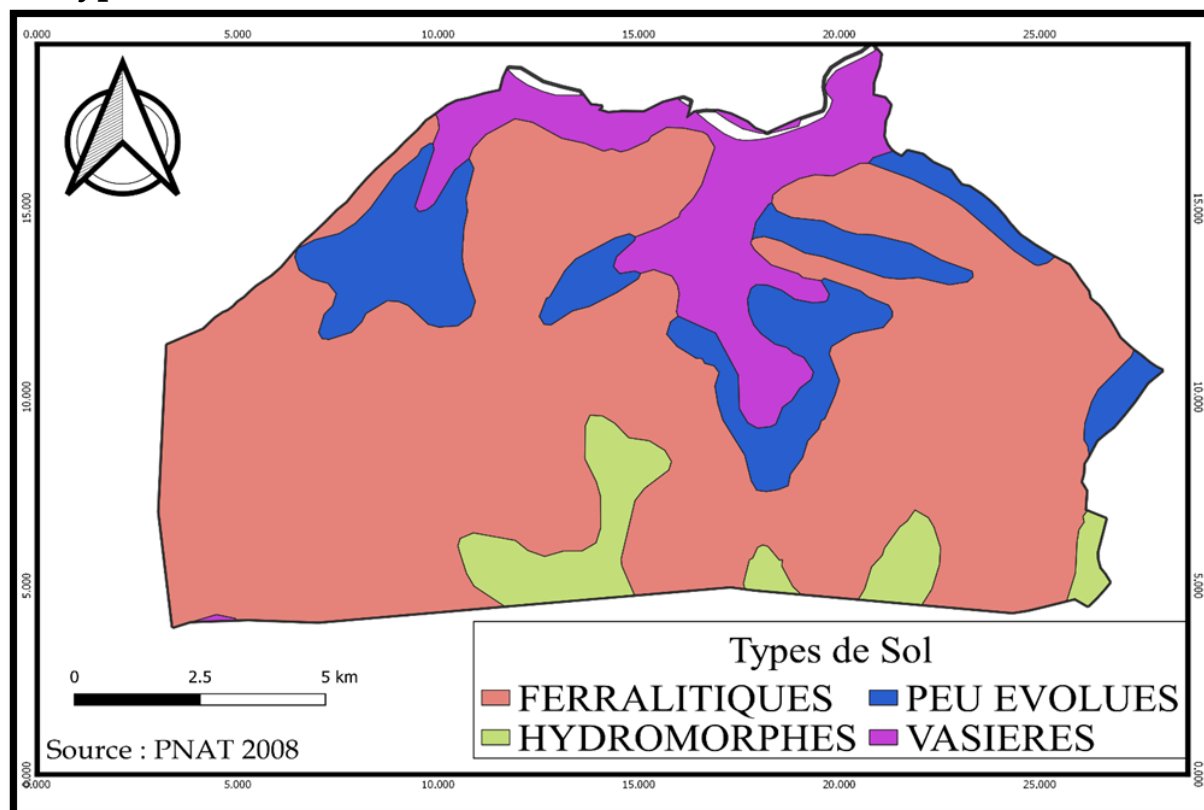 0.000 5.000 10.000 15.000 20.000 25.000
15.000 15.000
10.000 10.000
5.000 5.000
Types de Sol
FERRALITIQUES PEU EVOLUES
HYDROMORPHES VASIERES
0 2.5 5 km
Source : PNAT 2008
0.000 0.000
0.000 5.000 10.000 15.000 20.000 25.000